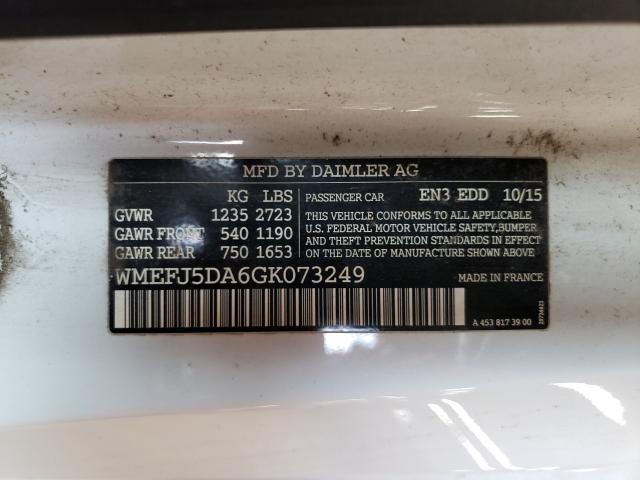 MFD BY DAIMLER AG
KG LBS PASSENGER CAR EN3 EDD 10/15
GVWR 1235 2723 THIS VEHICLE CONFORMS TO ALL APPLICABLE
GAWR FRONT 540 1190 U.S. FEDERAL MOTOR VEHICLE SAFETY,BUMPER
GAWR REAR 750 1653 AND THEFT PREVENTION STANDARDS IN EFFECT
ON THE DATE OF MANUFACTURE SHOWN ABOVE
WMEFJ5DA6GK073249 MADE IN FRANCE
A 453 817 39 00